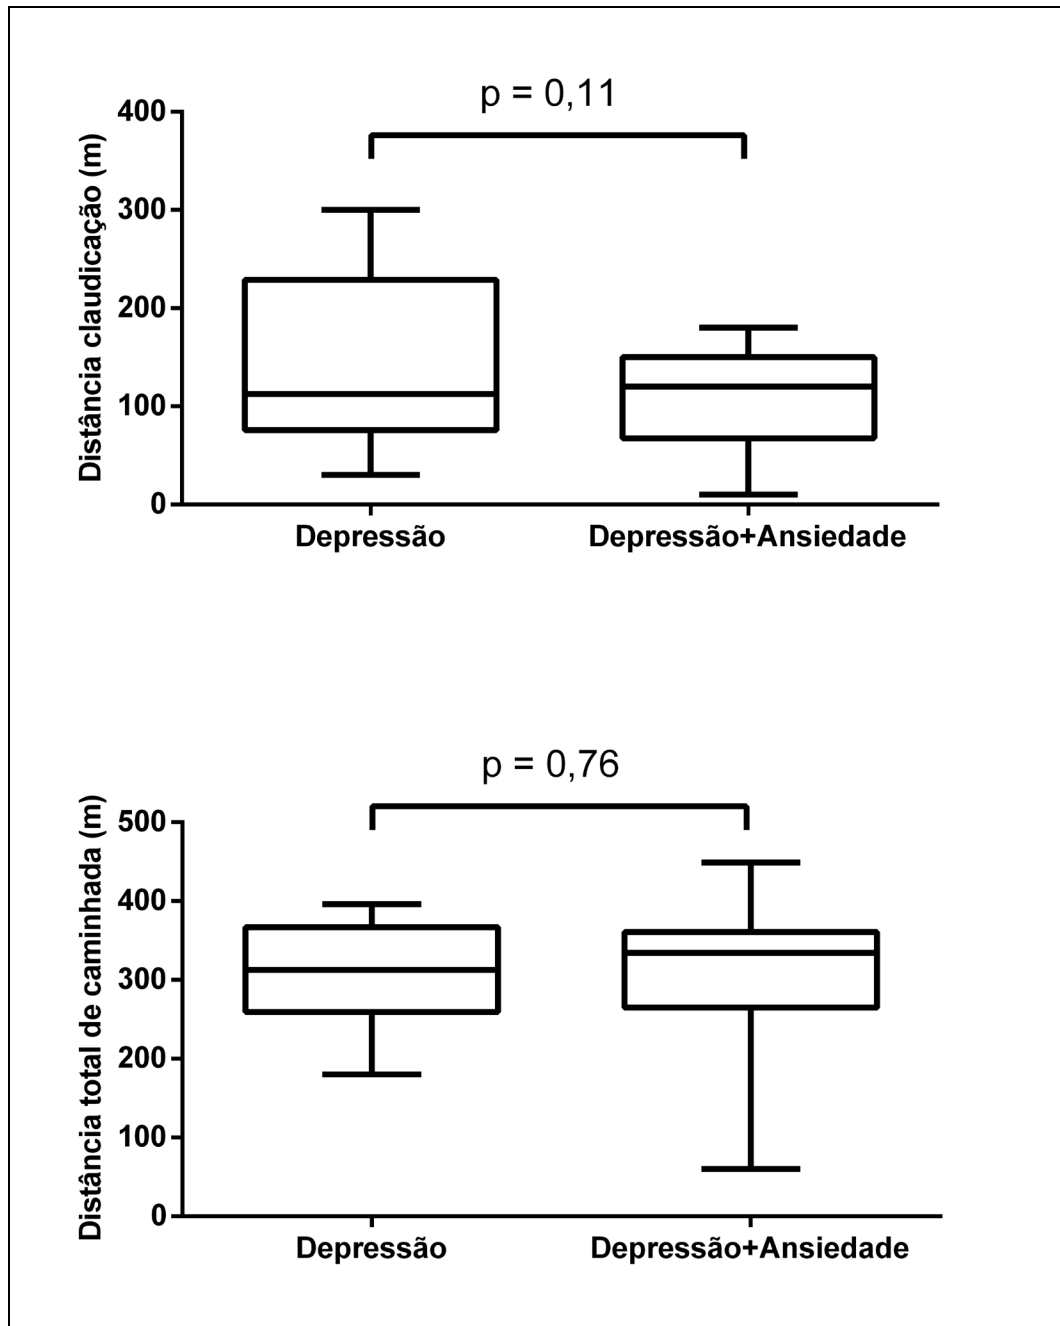 p = 0,11
Distância claudicação (m)
400
300
200
100
0
Depressão
Depressão+Ansiedade
p = 0,76
Distância total de caminhada (m)
500
400
300
200
100
0
Depressão
Depressão+Ansiedade